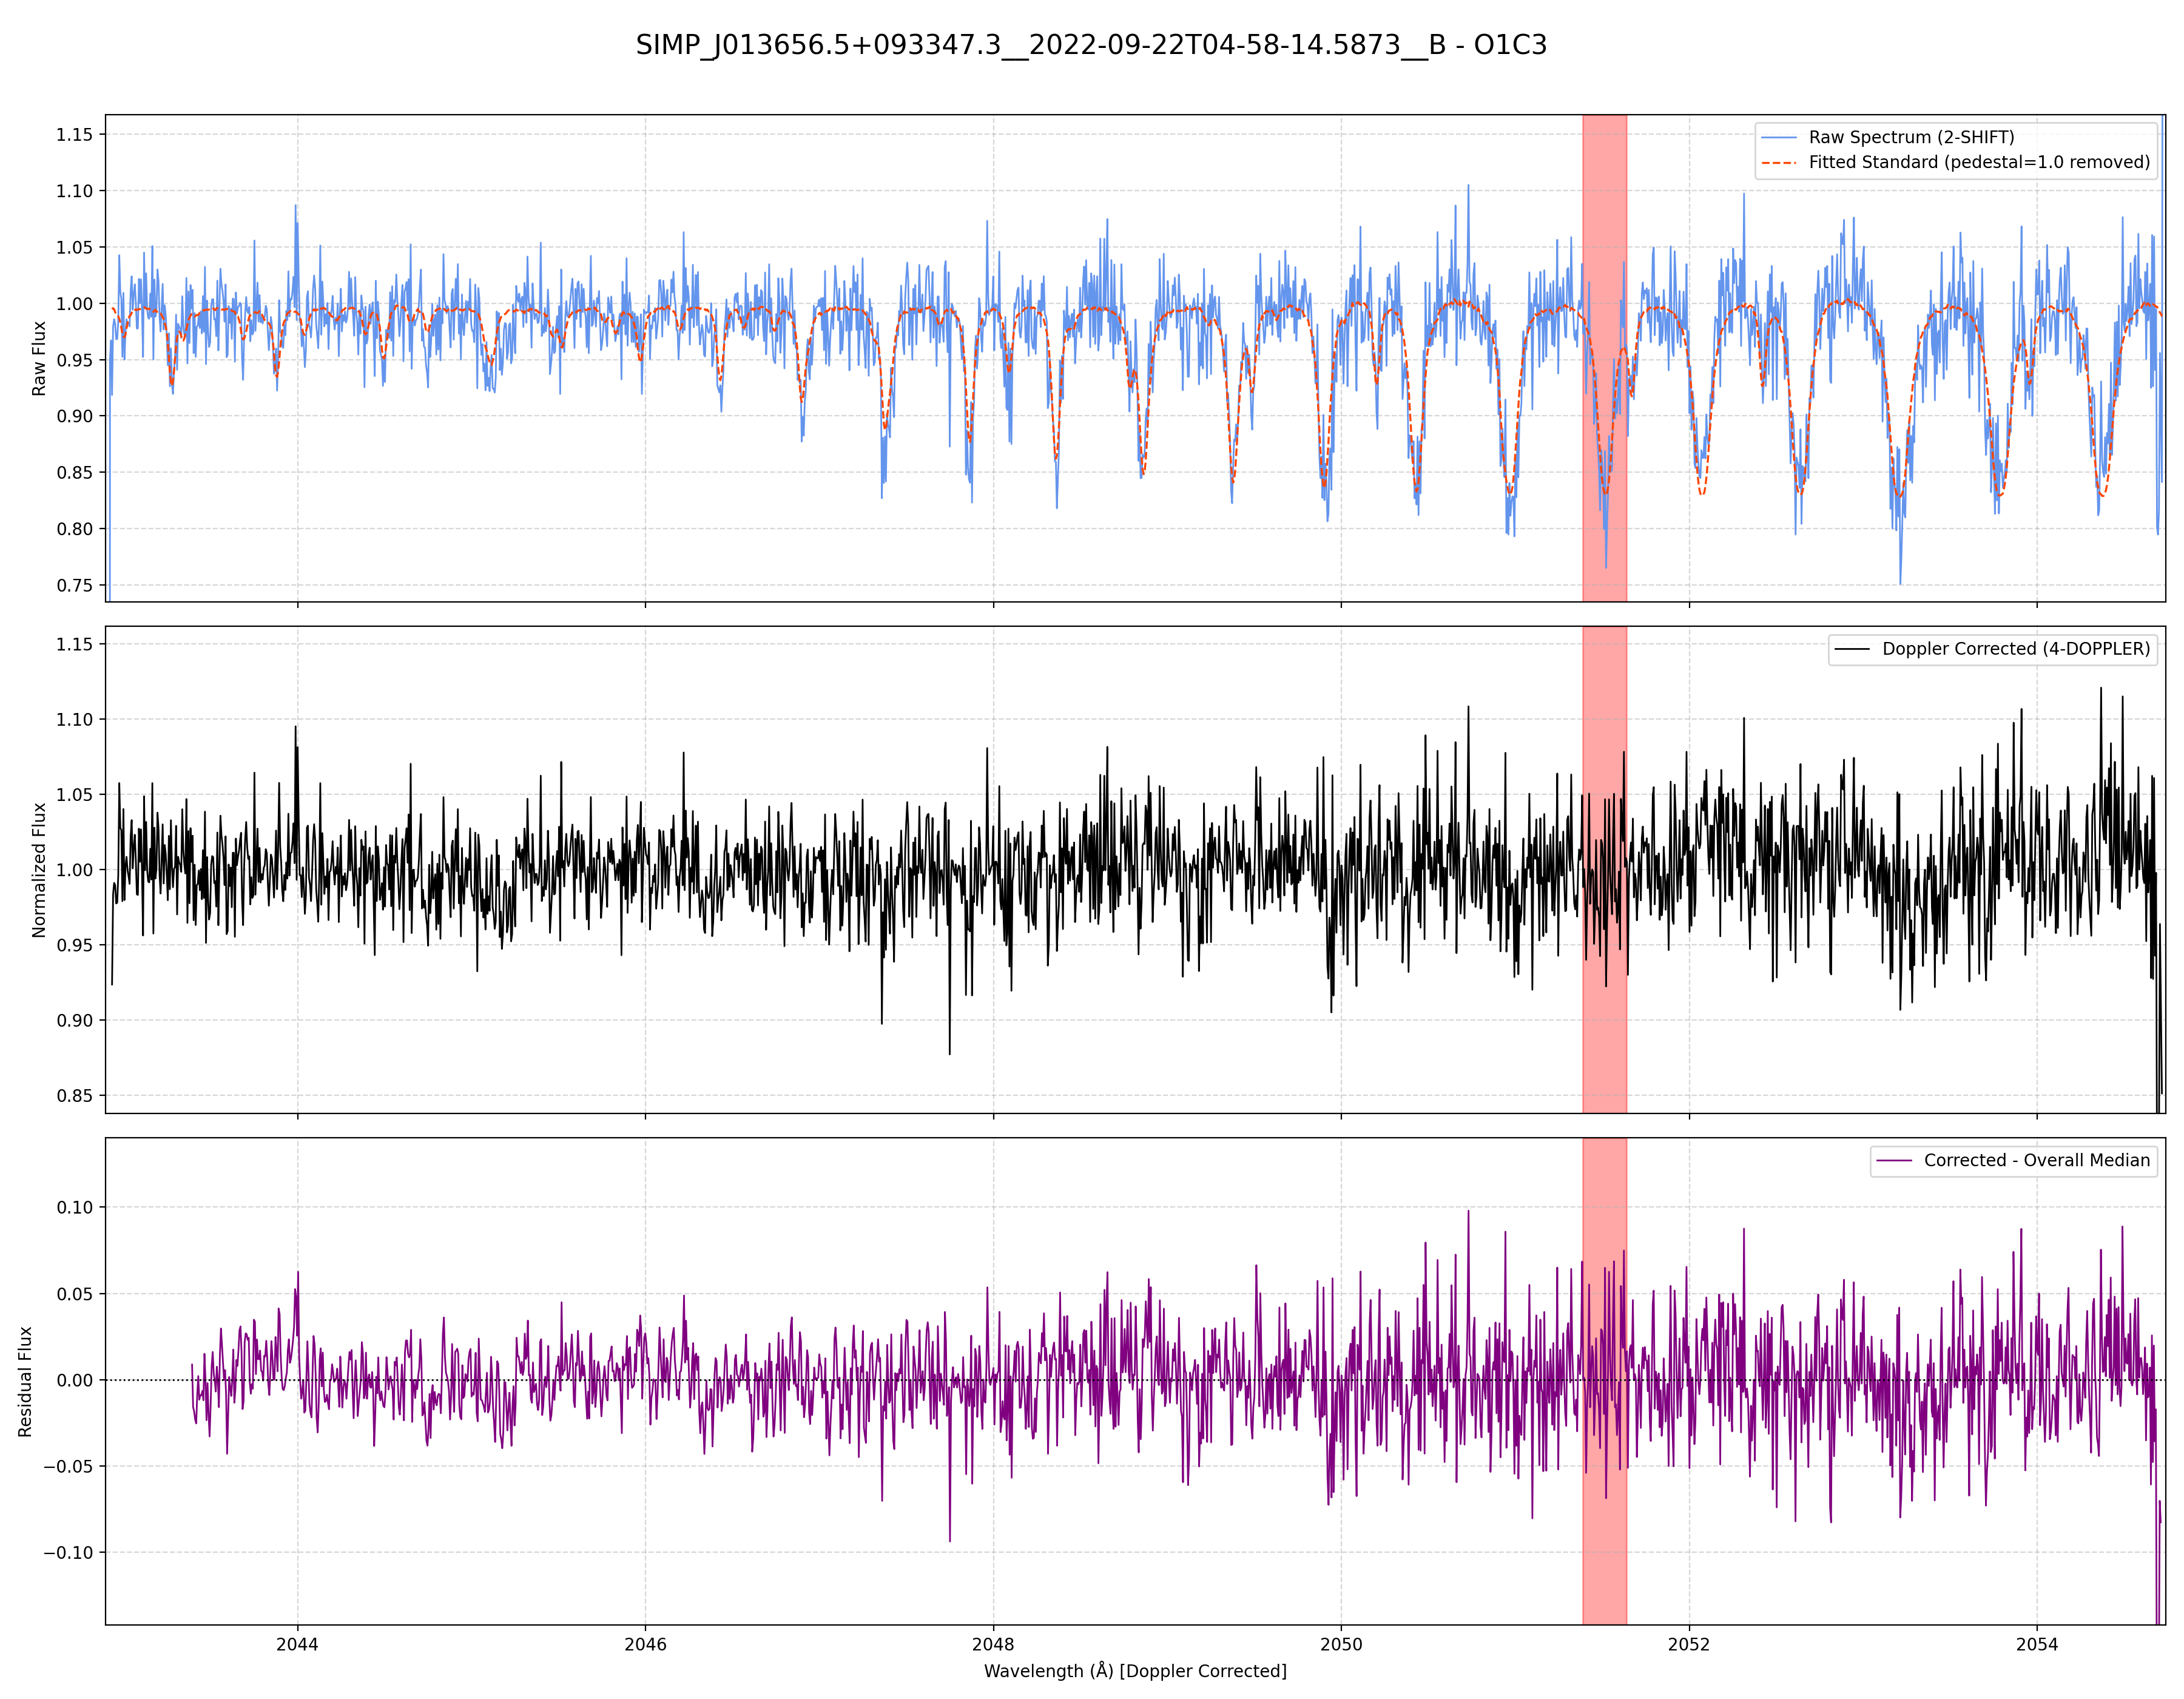 SIMP_J013656.5+093347.3__2022-09-22T04-58-14.5873__B - O1C3
Raw Flux
1.15
1.10
1.05
1.00
0.95
0.90
0.85
0.80
0.75
Raw Spectrum (2-SHIFT)
Fitted Standard (pedestal=1.0 removed)
Normalized Flux
1.15
1.10
1.05
1.00
0.95
0.90
0.85
Doppler Corrected (4-DOPPLER)
Residual Flux
0.10
0.05
0.00
−0.05
−0.10
Corrected - Overall Median
2044 2046 2048 2050 2052 2054
Wavelength (Å) [Doppler Corrected]